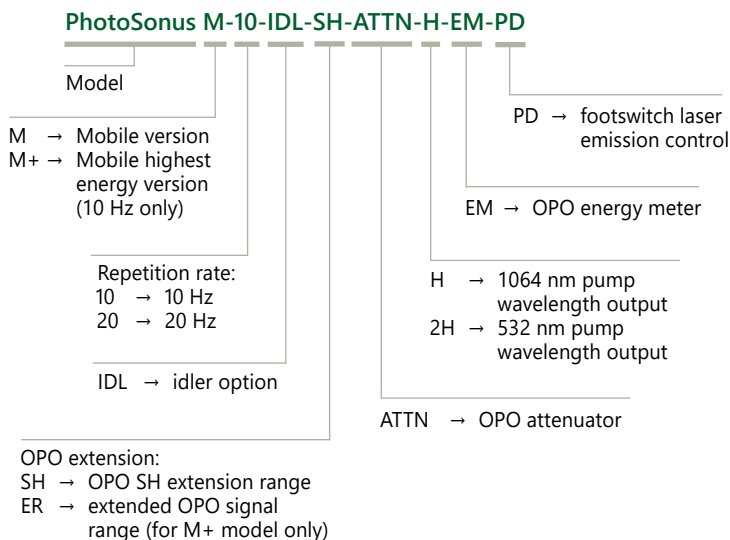 PhotoSonus M-10-IDL-SH-ATTN-H-EM-PD
Model
M → Mobile version
M+ → Mobile highest
energy version
(10 Hz only)
Repetition rate:
10 → 10 Hz
20 → 20 Hz
IDL → idler option
OPO extension:
SH → OPO SH extension range
ER → extended OPO signal
range (for M+ model only)
PD → footswitch laser
emission control
EM → OPO energy meter
H → 1064 nm pump
wavelength output
2H → 532 nm pump
wavelength output
ATTN → OPO attenuator